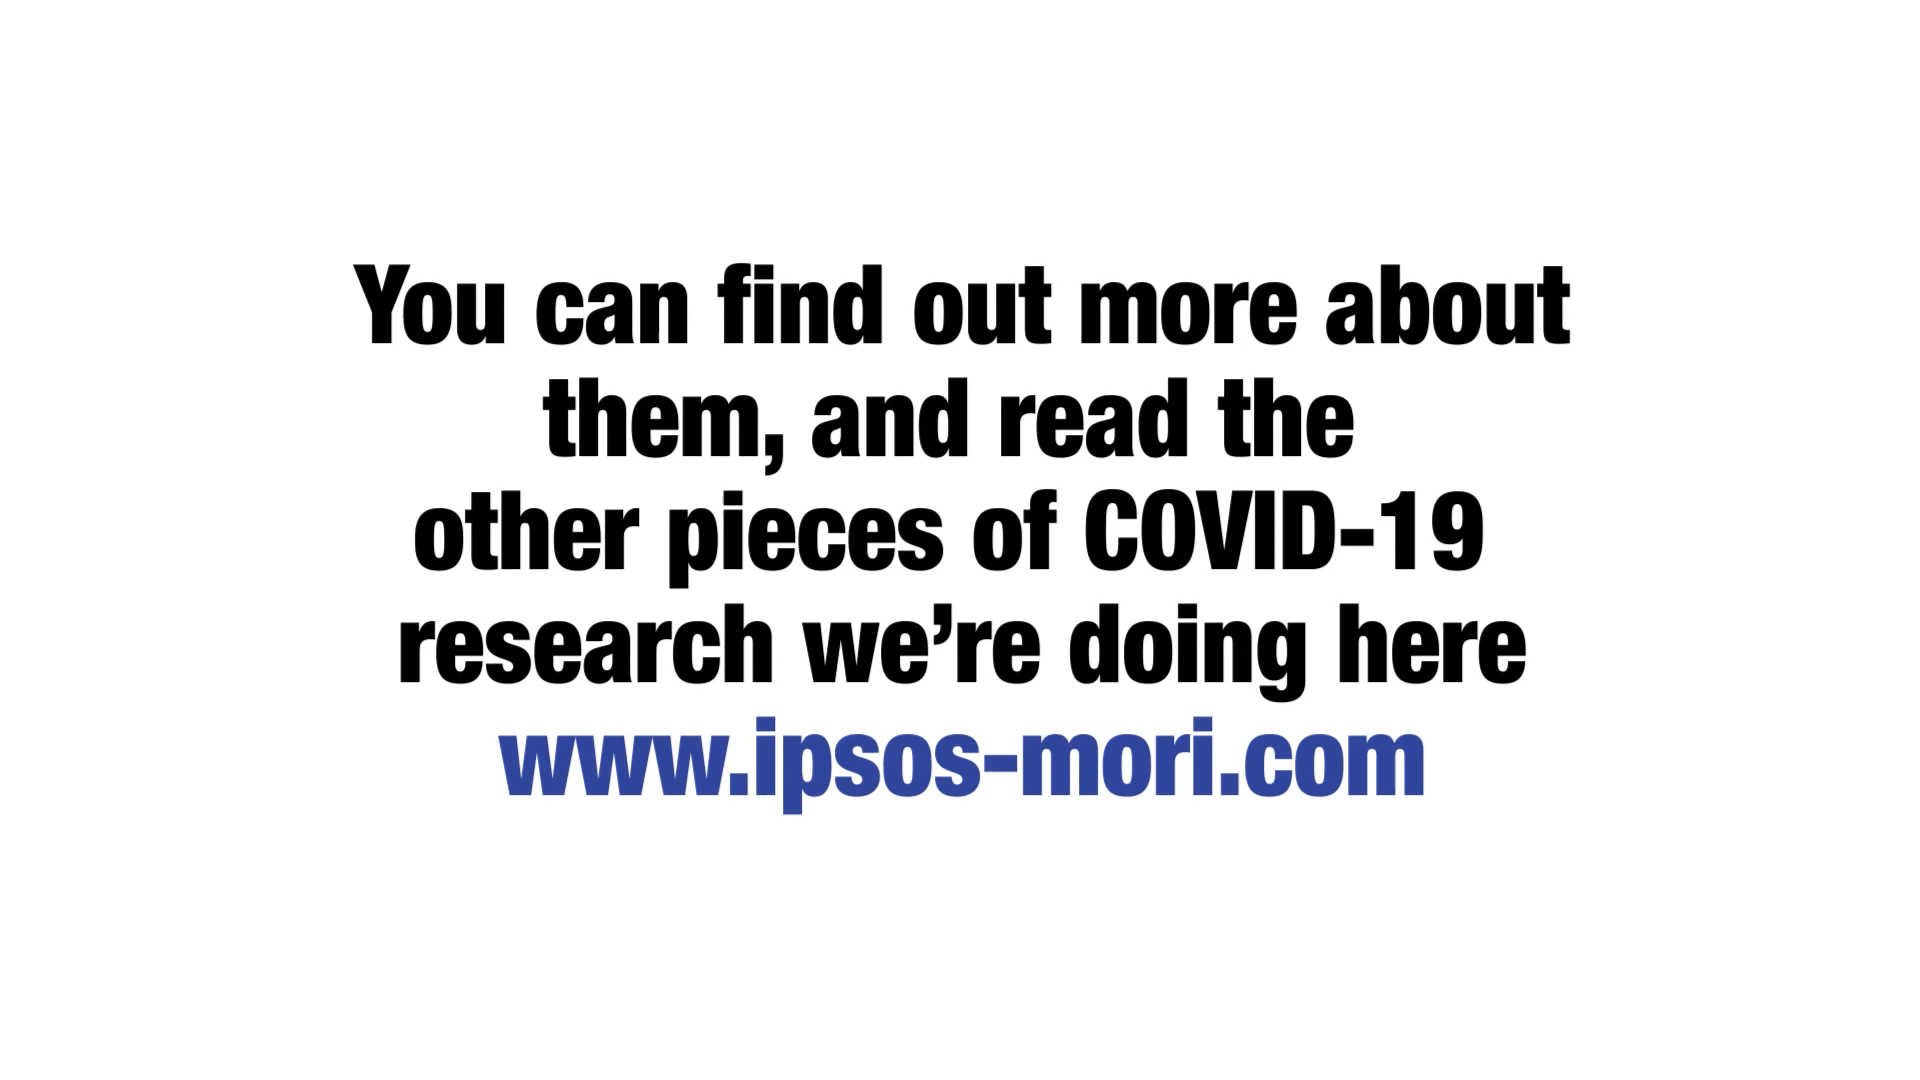 You can find out more about
them, and read the
other pieces of COVID-19
research we’re doing here
www.ipsos-mori.com